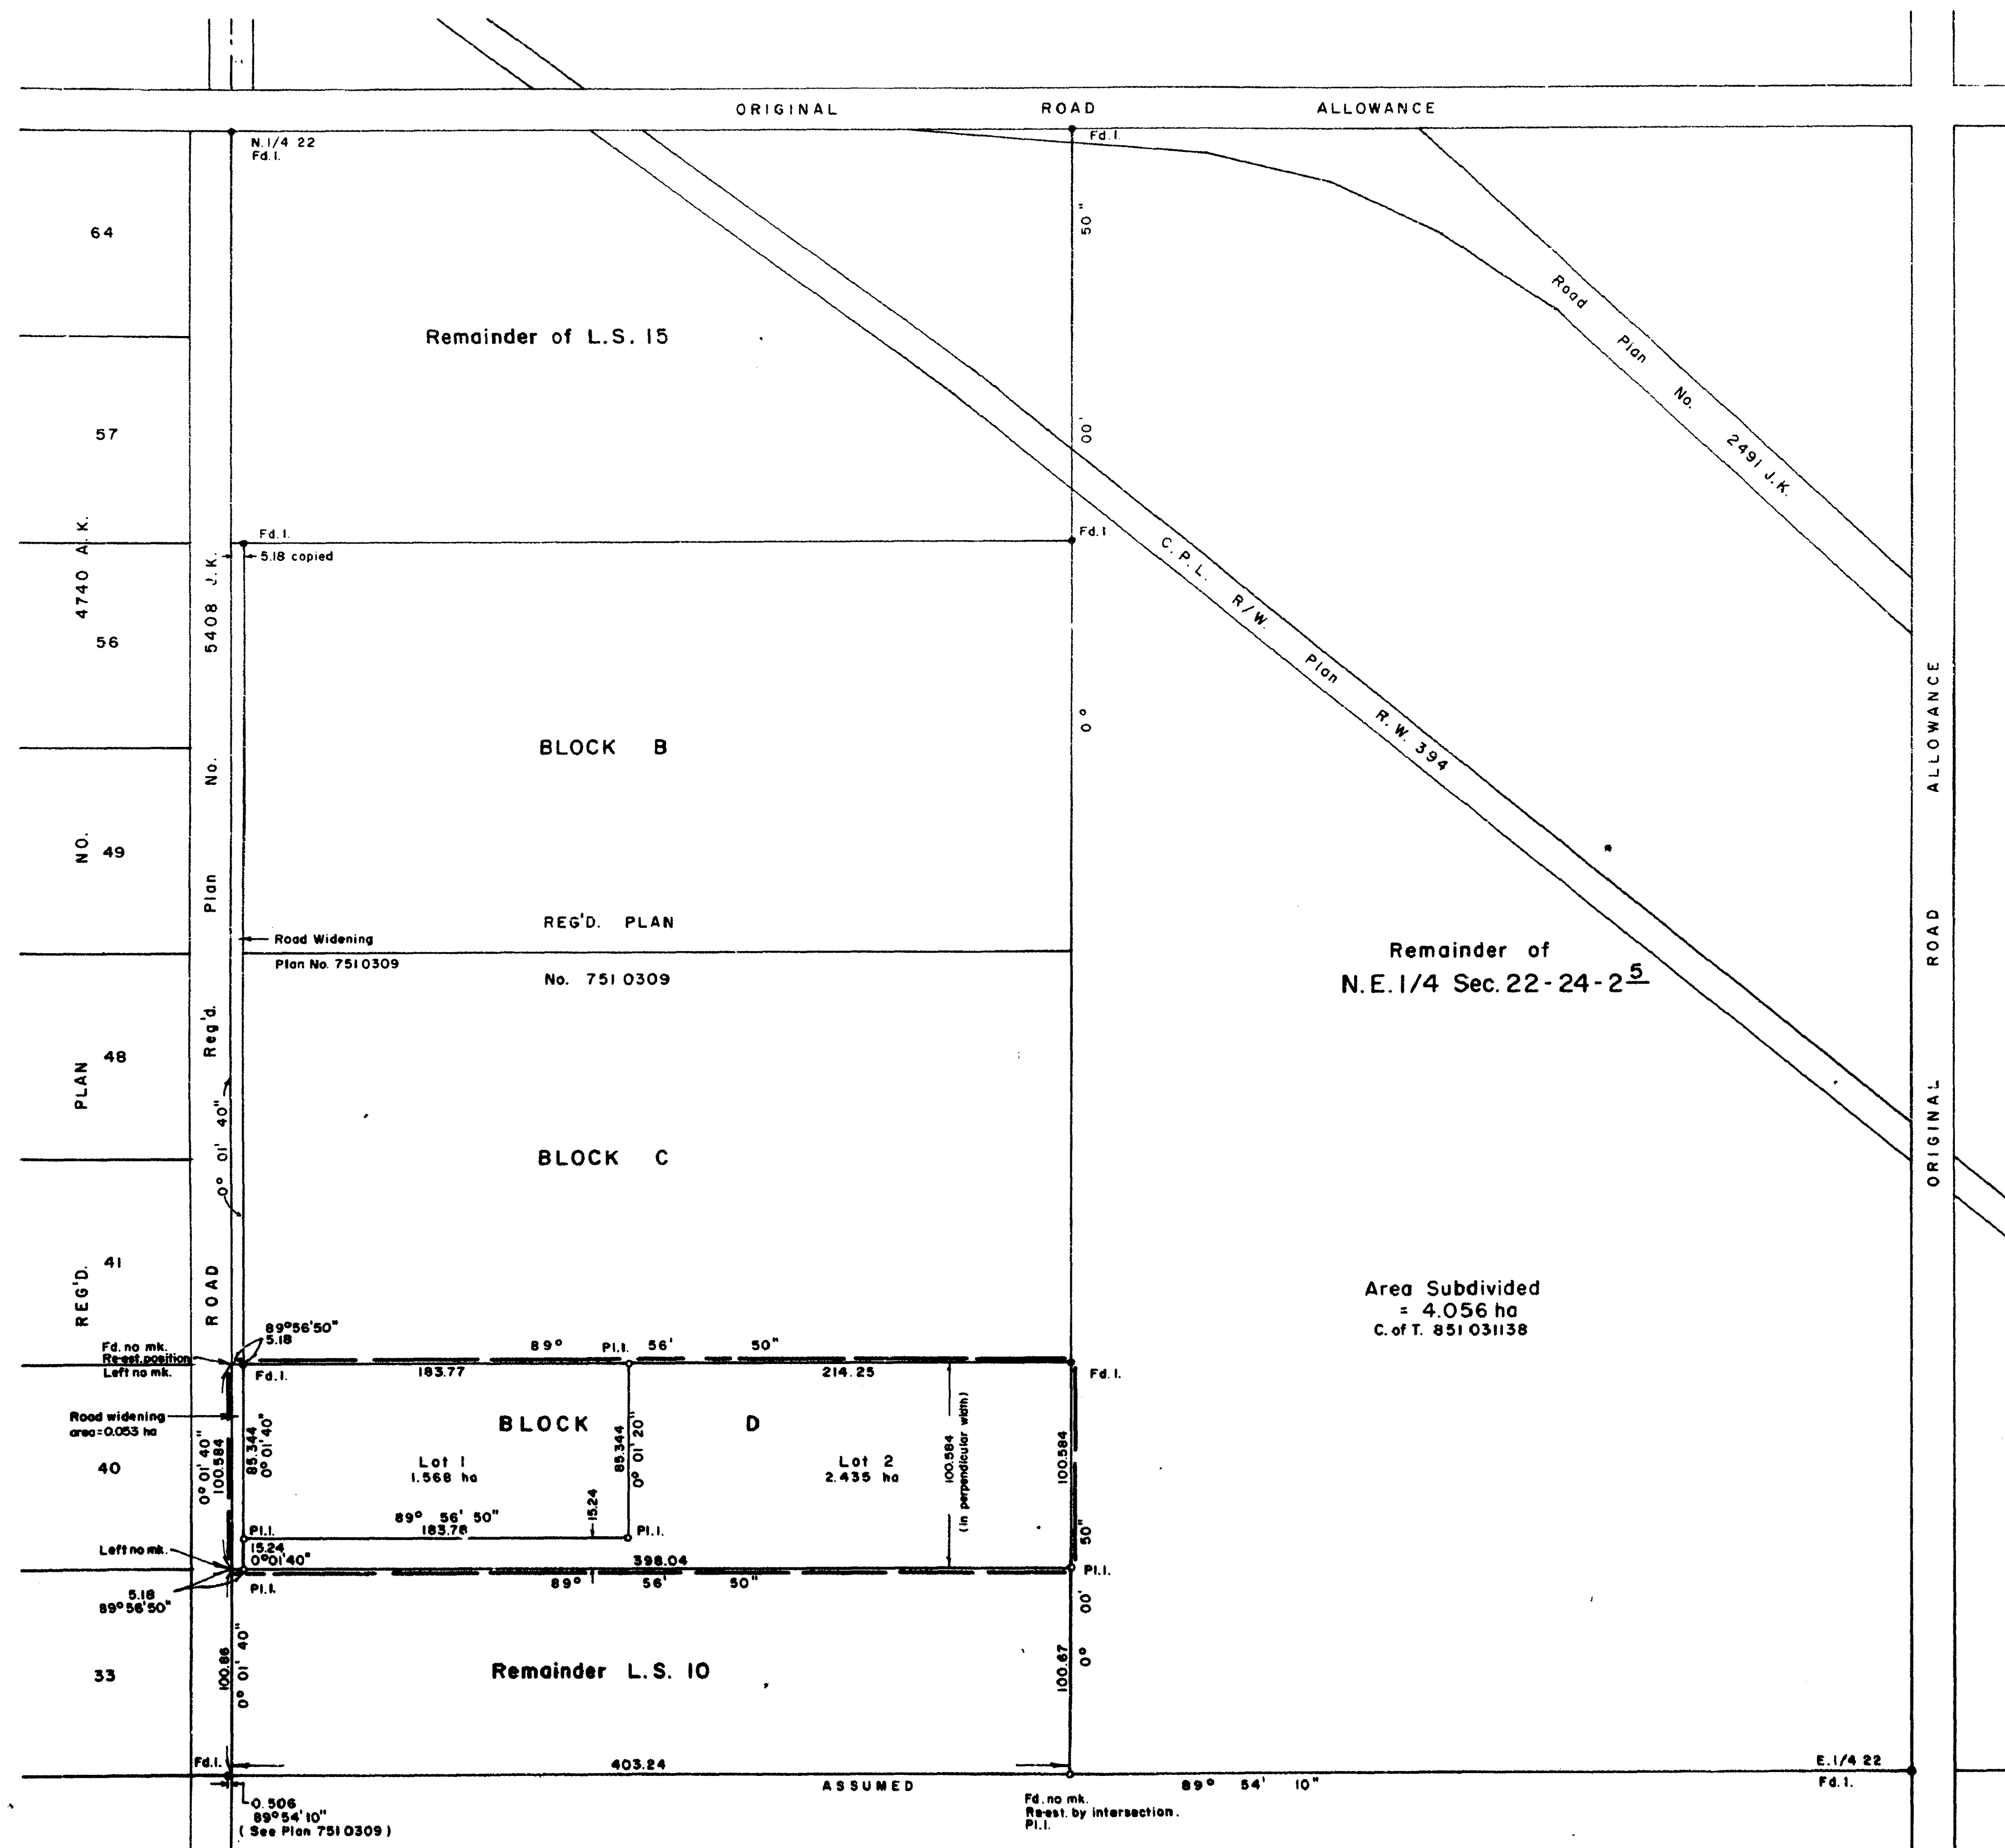 ORIGINAL ROAD ALLOWANCE
N. 1/4 22
Fd. I.
Fd. I.
50"
64
Road Plan No. 2491 J.K.
Remainder of L.S. 15
57
00'
Fd. I.
5.18 copied
Fd. I.
C. P. L. R/W. Plan R. W. 394
REG'D. PLAN NO. 4740 A.K.
ROAD Reg'd. Plan No. 5408 J.K.
56
0°
ORIGINAL ROAD ALLOWANCE
BLOCK B
49
REG'D. PLAN
Road Widening
Plan No. 751 0309
No. 751 0309
Remainder of
N.E. 1/4 Sec. 22 - 24 - 2 5
48
0° 01' 40"
BLOCK C
41
Area Subdivided
= 4.056 ha
C. of T. 851 031138
89° 56' 50"
5.18
Fd. no mk.
Re-est. position
Left no mk.
89° 56' 50"
Pl. I.
Fd. I.
183.77
214.25
Fd. I.
Road widening
area = 0.053 ha
BLOCK D
40
0° 01' 40"
100.584
85.344
0° 01' 40"
Lot 1
1.568 ha
85.344
0° 01' 20"
Lot 2
2.435 ha
100.584
(in perpendicular width)
100.584
89° 56' 50"
183.78
15.24
Pl. I.
Pl. I.
50"
Left no mk.
15.24
0° 01' 40"
398.04
Pl. I.
Pl. I.
89° 56' 50"
5.18
89° 56' 50"
00'
33
100.86
0° 01' 40"
Remainder L.S. 10
100.67
0°
Fd. I.
403.24
E. 1/4 22
Fd. I.
ASSUMED 89° 54' 10"
0.506
89° 54' 10"
( See Plan 751 0309 )
Fd. no mk.
Re-est. by intersection.
Pl. I.